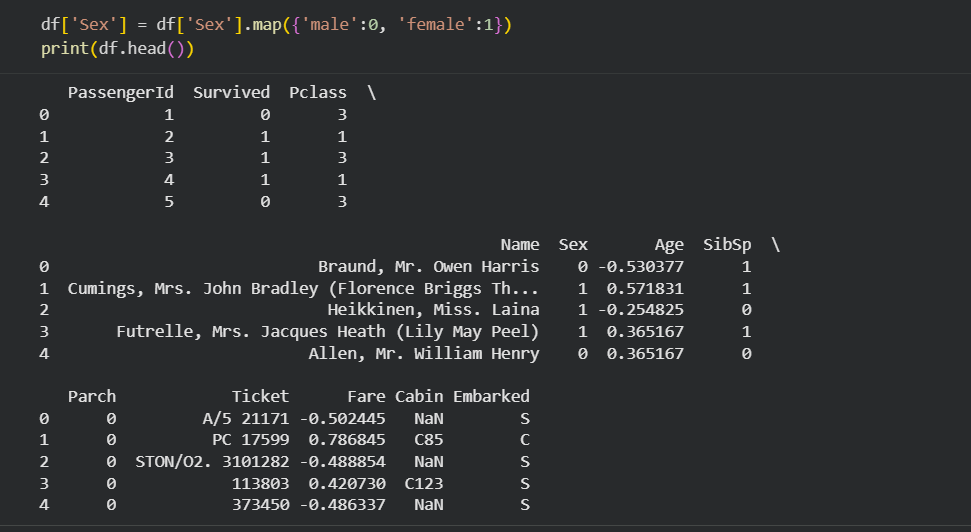 df['Sex'] = df['Sex'].map({'male':0, 'female':1})
print(df.head())
   PassengerId  Survived  Pclass  \
0            1         0       3
1            2         1       1
2            3         1       3
3            4         1       1
4            5         0       3
                                                Name  Sex       Age  SibSp  \
0                            Braund, Mr. Owen Harris    0 -0.530377      1
1  Cumings, Mrs. John Bradley (Florence Briggs Th...    1  0.571831      1
2                             Heikkinen, Miss. Laina    1 -0.254825      0
3       Futrelle, Mrs. Jacques Heath (Lily May Peel)    1  0.365167      1
4                           Allen, Mr. William Henry    0  0.365167      0
   Parch            Ticket      Fare Cabin Embarked
0      0         A/5 21171 -0.502445   NaN        S
1      0          PC 17599  0.786845   C85        C
2      0  STON/O2. 3101282 -0.488854   NaN        S
3      0            113803  0.420730  C123        S
4      0            373450 -0.486337   NaN        S